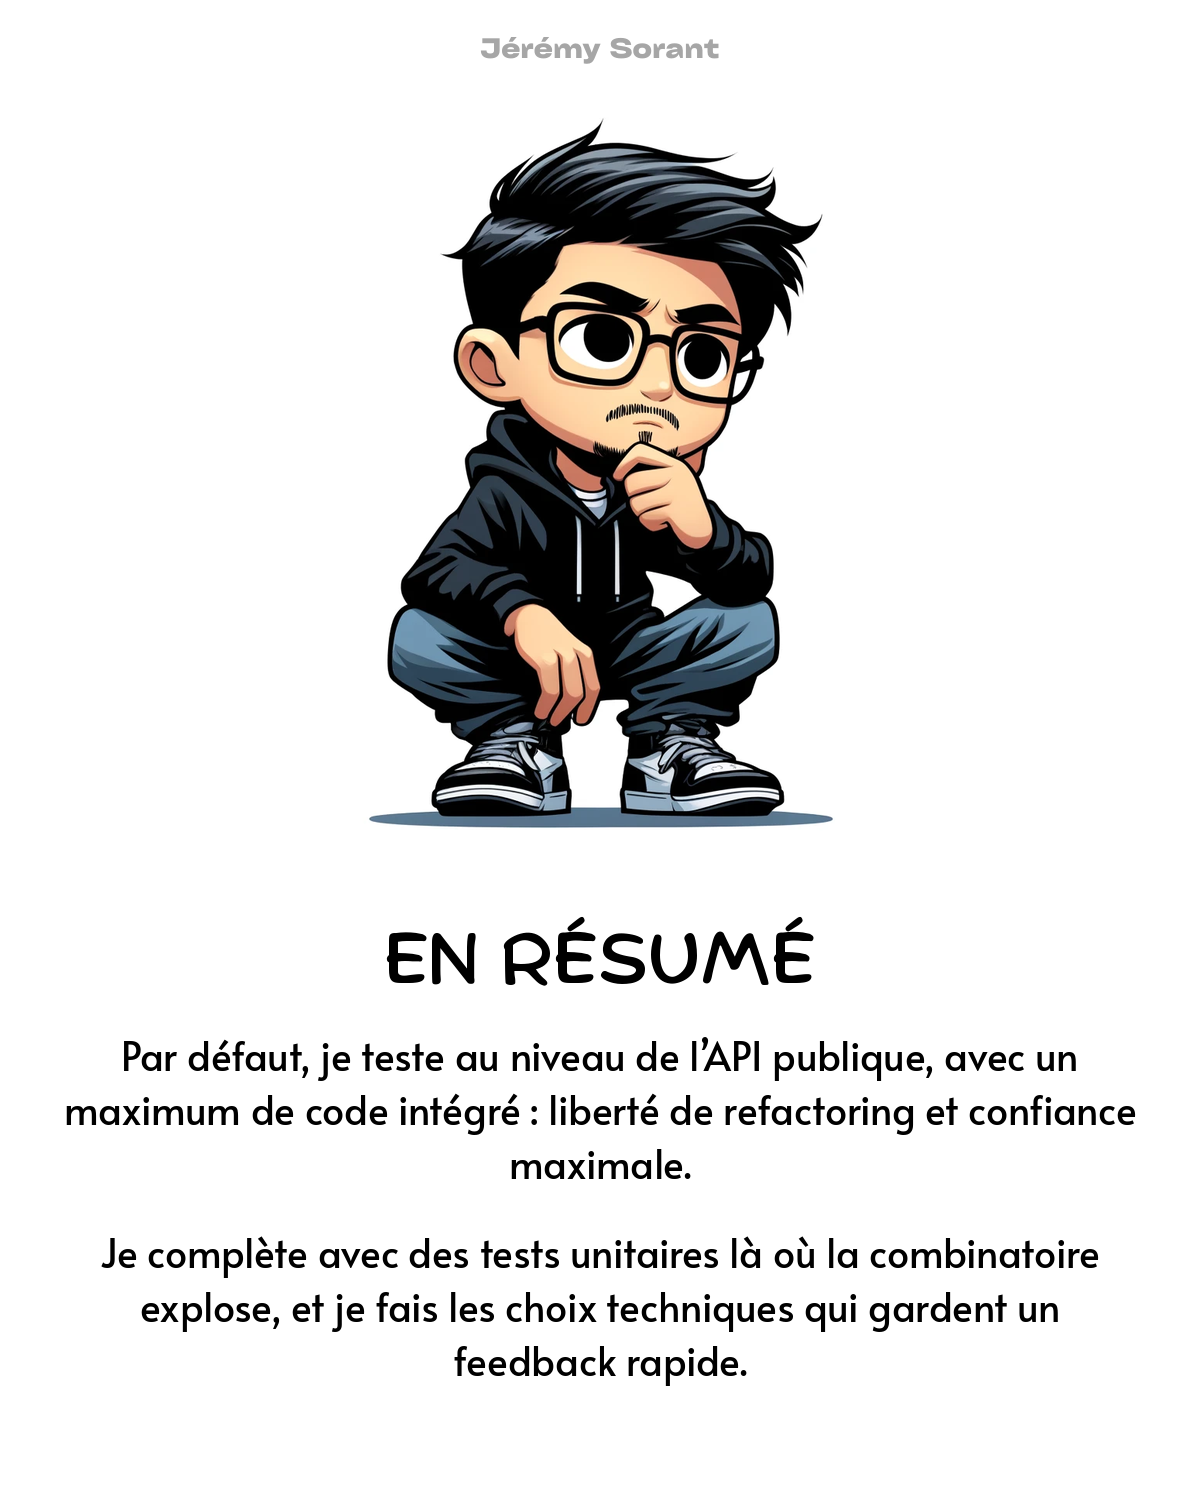 Jérémy Sorant
EN RÉSUMÉ
Par défaut, je teste au niveau de l’API publique, avec un
maximum de code intégré : liberté de refactoring et confiance
maximale.
Je complète avec des tests unitaires là où la combinatoire
explose, et je fais les choix techniques qui gardent un
feedback rapide.